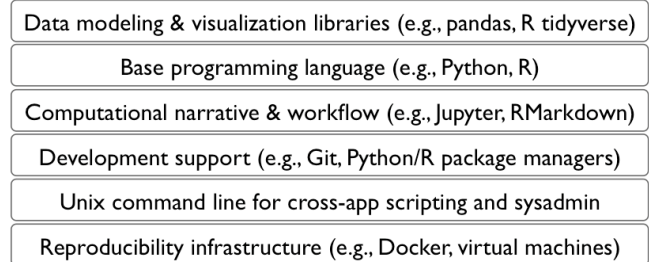 Data modeling & visualization libraries (e.g., pandas, R tidyverse)
Base programming language (e.g., Python, R)
Computational narrative & workflow (e.g., Jupyter, RMarkdown)
Development support (e.g., Git, Python/R package managers)
Unix command line for cross-app scripting and sysadmin
Reproducibility infrastructure (e.g., Docker, virtual machines)